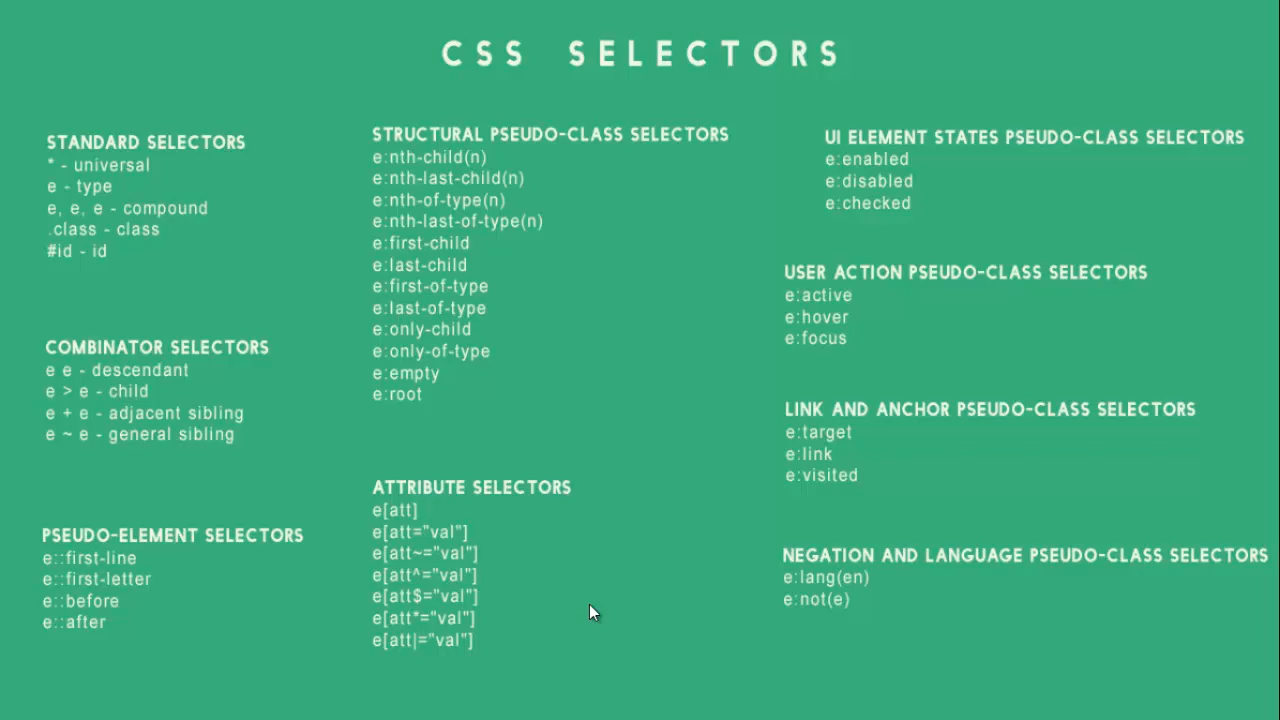 CSS SELECTORS
STANDARD SELECTORS
* - universal
e - type
e, e, e - compound
.class - class
#id - id
COMBINATOR SELECTORS
e e - descendant
e > e - child
e + e - adjacent sibling
e ~ e - general sibling
PSEUDO-ELEMENT SELECTORS
e::first-line
e::first-letter
e::before
e::after
STRUCTURAL PSEUDO-CLASS SELECTORS
e:nth-child(n)
e:nth-last-child(n)
e:nth-of-type(n)
e:nth-last-of-type(n)
e:first-child
e:last-child
e:first-of-type
e:last-of-type
e:only-child
e:only-of-type
e:empty
e:root
ATTRIBUTE SELECTORS
e[att]
e[att="val"]
e[att~="val"]
e[att^="val"]
e[att$="val"]
e[att*="val"]
e[att|="val"]
UI ELEMENT STATES PSEUDO-CLASS SELECTORS
e:enabled
e:disabled
e:checked
USER ACTION PSEUDO-CLASS SELECTORS
e:active
e:hover
e:focus
LINK AND ANCHOR PSEUDO-CLASS SELECTORS
e:target
e:link
e:visited
NEGATION AND LANGUAGE PSEUDO-CLASS SELECTORS
e:lang(en)
e:not(e)